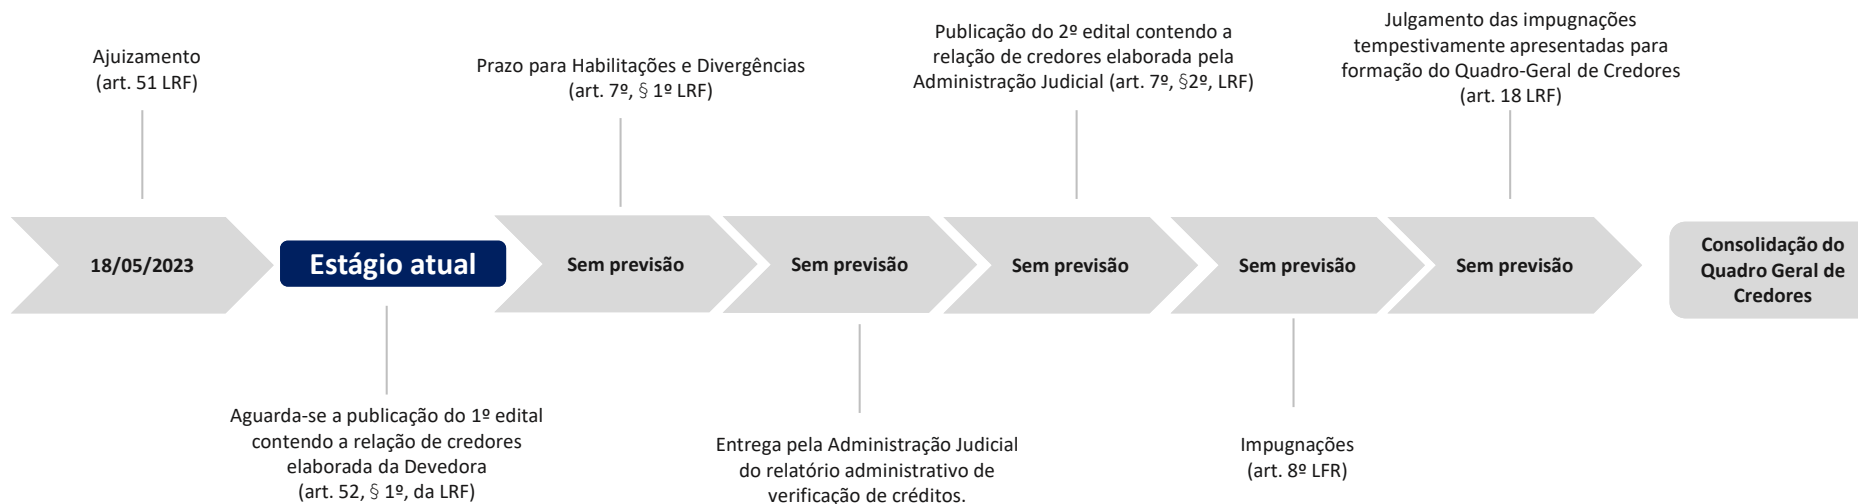 Ajuizamento
(art. 51 LRF)
18/05/2023
Estágio atual
Aguarda-se a publicação do 1º edital
contendo a relação de credores
elaborada da Devedora
(art. 52, § 1º, da LRF)
Prazo para Habilitações e Divergências
(art. 7º, § 1º LRF)
Sem previsão
Sem previsão
Entrega pela Administração Judicial
do relatório administrativo de
verificação de créditos.
Publicação do 2º edital contendo a
relação de credores elaborada pela
Administração Judicial (art. 7º, §2º, LRF)
Sem previsão
Sem previsão
Impugnações
(art. 8º LFR)
Julgamento das impugnações
tempestivamente apresentadas para
formação do Quadro-Geral de Credores
(art. 18 LRF)
Sem previsão
Consolidação do
Quadro Geral de
Credores